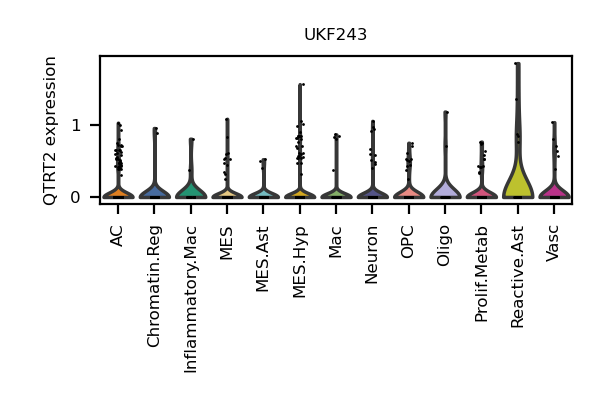 UKF243
QTRT2 expression
1
0
AC
Chromatin.Reg
Inflammatory.Mac
MES
MES.Ast
MES.Hyp
Mac
Neuron
OPC
Oligo
Prolif.Metab
Reactive.Ast
Vasc